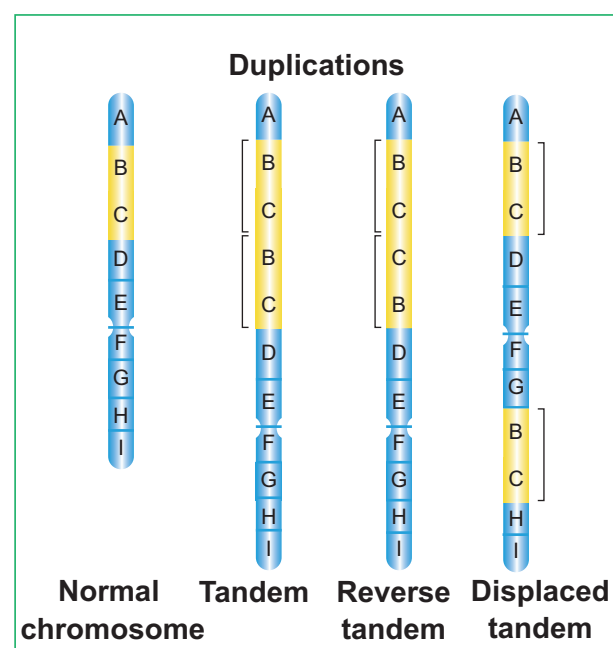 Duplications
A
B
C
D
E
F
G
H
I
A
B
C
B
C
D
E
F
G
H
I
A
B
C
C
B
D
E
F
G
H
I
A
B
C
D
E
F
G
B
C
H
I
Normal
chromosome
Tandem
Reverse
tandem
Displaced
tandem